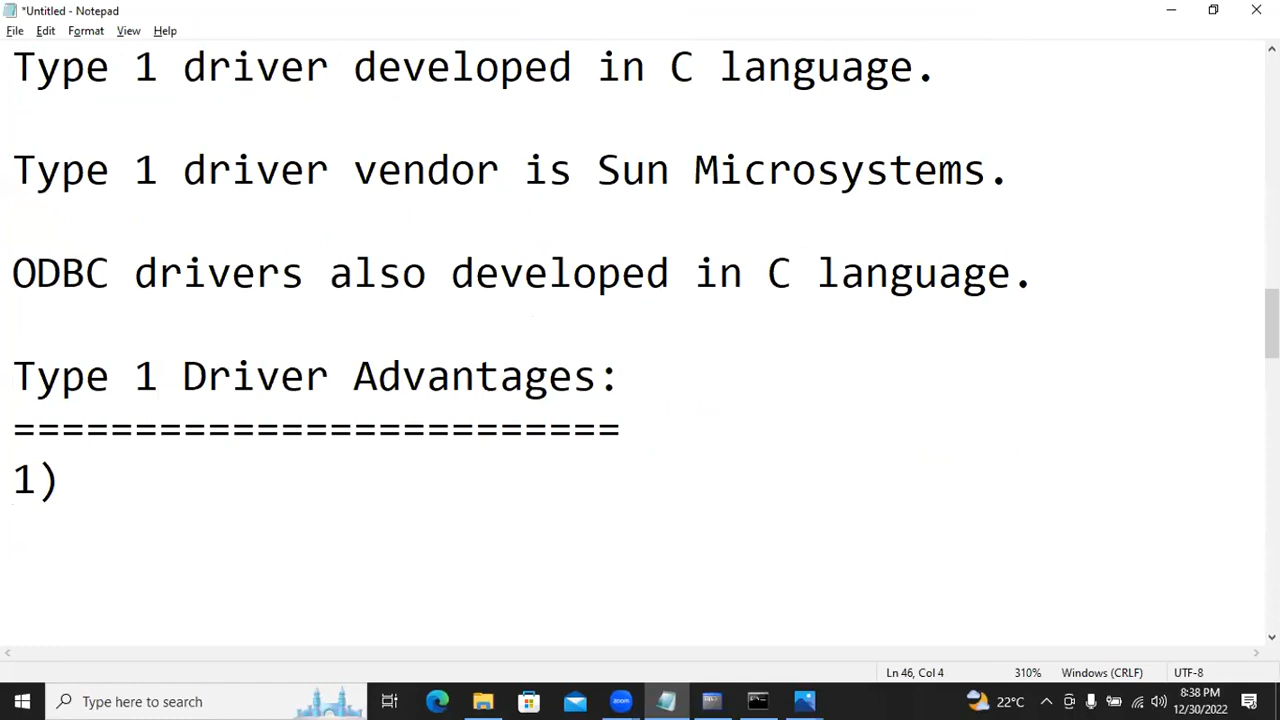 *Untitled - Notepad
File Edit Format View Help
Type 1 driver developed in C language.
Type 1 driver vendor is Sun Microsystems.
ODBC drivers also developed in C language.
Type 1 Driver Advantages:
=========================
1)
Ln 46, Col 4 310% Windows (CRLF) UTF-8
Type here to search
zoom
22°C
8:38 PM
12/30/2022